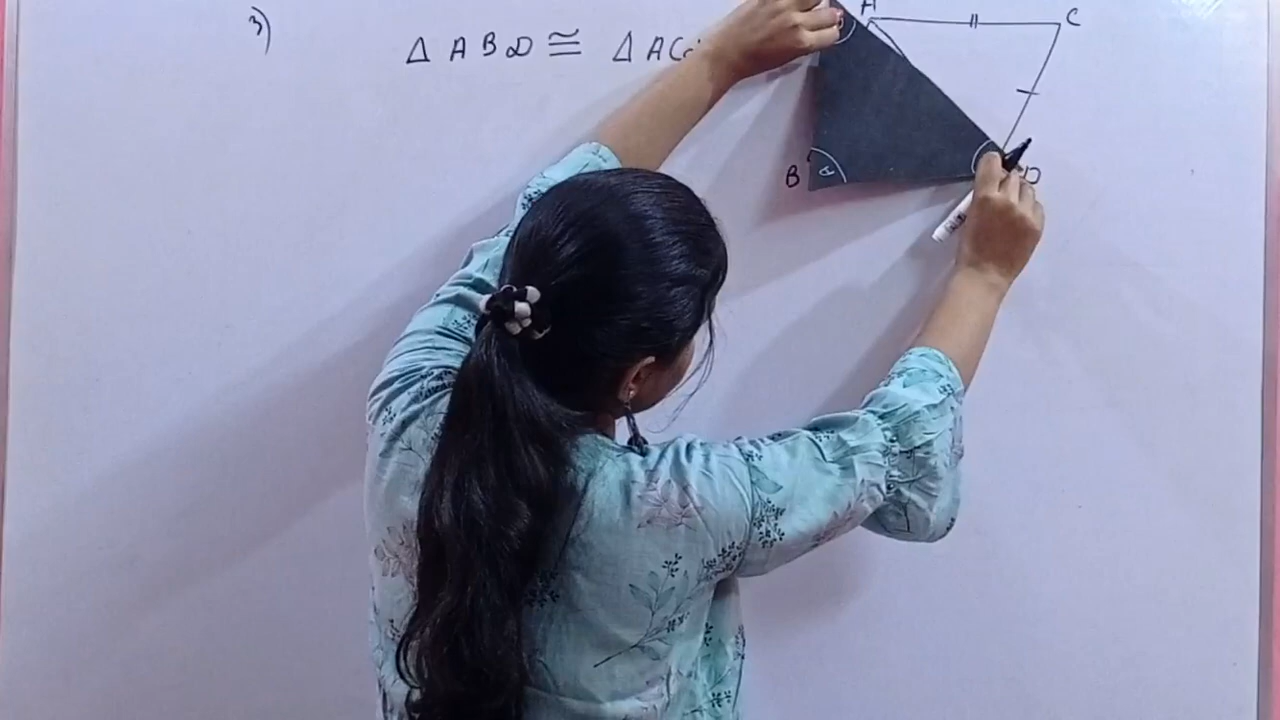 3)
Δ ABD ≅ Δ AC
A
C
B
D